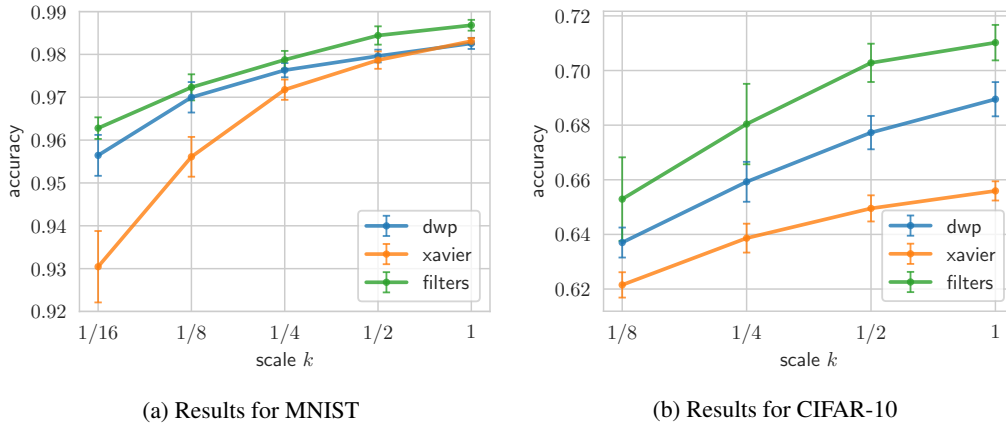 0.99
0.98
0.97
0.96
0.95
0.94
0.93
0.92
accuracy
1/16 1/8 1/4 1/2 1
scale k
dwp
xavier
filters
(a) Results for MNIST
0.72
0.70
0.68
0.66
0.64
0.62
accuracy
1/8 1/4 1/2 1
scale k
dwp
xavier
filters
(b) Results for CIFAR-10